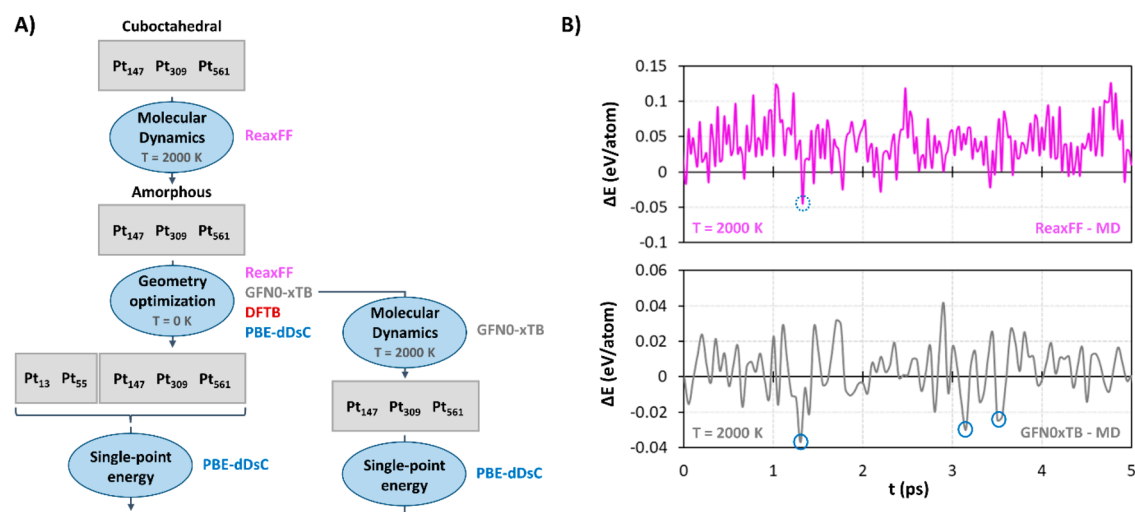 A)
Cuboctahedral
Pt147 Pt309 Pt561
Molecular
Dynamics
T = 2000 K
ReaxFF
Amorphous
Pt147 Pt309 Pt561
Geometry
optimization
T = 0 K
ReaxFF
GFN0-xTB
DFTB
PBE-dDsC
Molecular
Dynamics
T = 2000 K
GFN0-xTB
Pt13 Pt55 Pt147 Pt309 Pt561
Pt147 Pt309 Pt561
Single-point
energy
PBE-dDsC
Single-point
energy
PBE-dDsC
B)
ΔE (eV/atom)
0.15
0.1
0.05
0
-0.05
-0.1
T = 2000 K
ReaxFF - MD
ΔE (eV/atom)
0.06
0.04
0.02
0
-0.02
-0.04
T = 2000 K
GFN0xTB - MD
0 1 2 3 4 5
t (ps)